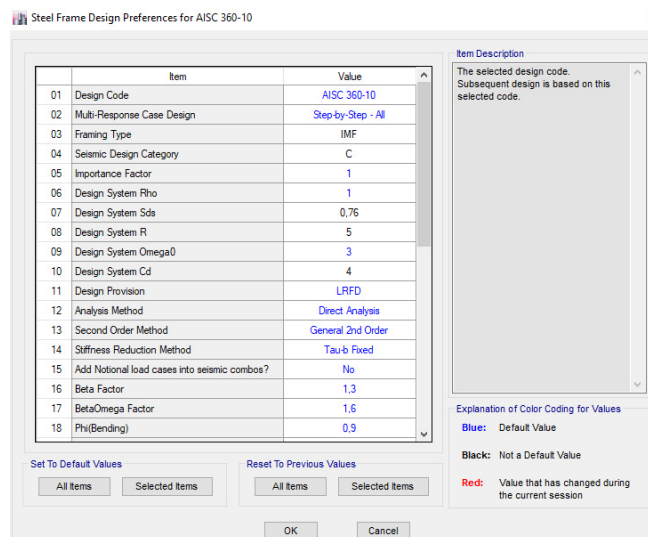 Steel Frame Design Preferences for AISC 360-10
Item Value
01 Design Code AISC 360-10
02 Multi-Response Case Design Step-by-Step - All
03 Framing Type IMF
04 Seismic Design Category C
05 Importance Factor 1
06 Design System Rho 1
07 Design System Sds 0,76
08 Design System R 5
09 Design System Omega0 3
10 Design System Cd 4
11 Design Provision LRFD
12 Analysis Method Direct Analysis
13 Second Order Method General 2nd Order
14 Stiffness Reduction Method Tau-b Fixed
15 Add Notional load cases into seismic combos? No
16 Beta Factor 1,3
17 BetaOmega Factor 1,6
18 Phi(Bending) 0,9
Set To Default Values
All Items Selected Items
Reset To Previous Values
All Items Selected Items
Item Description
The selected design code.
Subsequent design is based on this
selected code.
Explanation of Color Coding for Values
Blue: Default Value
Black: Not a Default Value
Red: Value that has changed during
the current session
OK Cancel